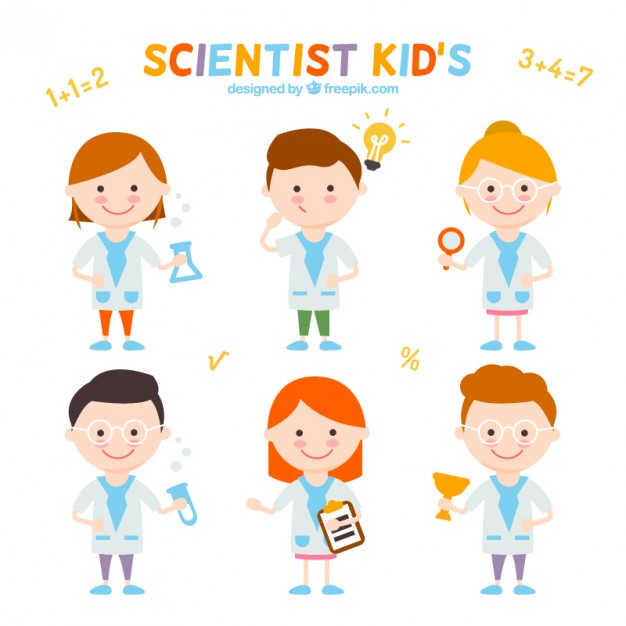 SCIENTIST KID'S
designed by freepik.com
1+1=2
3+4=7
√
%